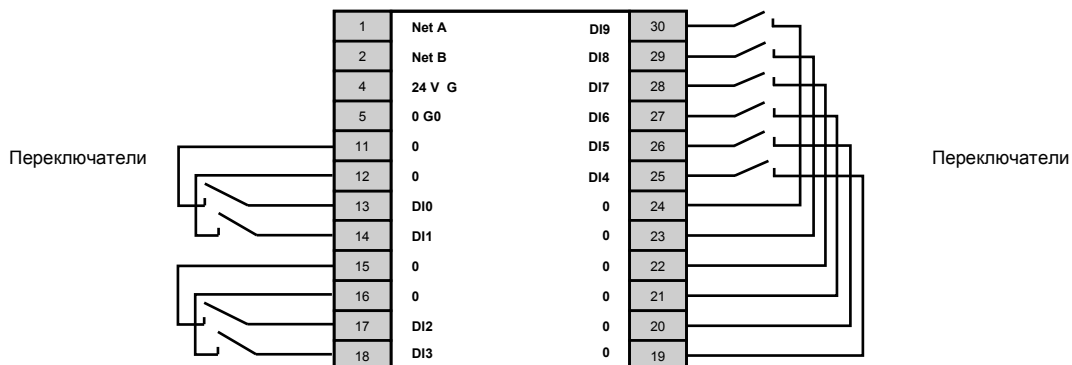 1 Net A DI9 30
2 Net B DI8 29
4 24 V G DI7 28
5 0 G0 DI6 27
11 0 DI5 26
Переключатели Переключатели
12 0 DI4 25
13 DI0 0 24
14 DI1 0 23
15 0 0 22
16 0 0 21
17 DI2 0 20
18 DI3 0 19